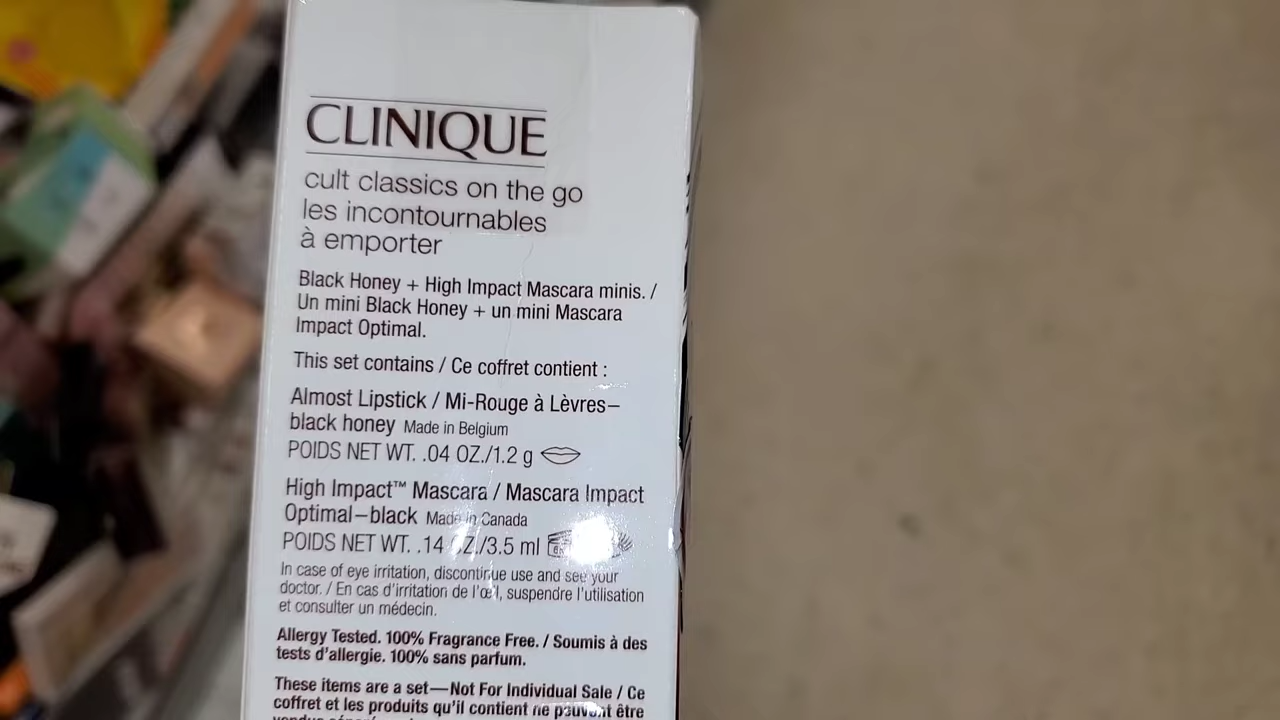 CLINIQUE
cult classics on the go
les incontournables
à emporter
Black Honey + High Impact Mascara minis. /
Un mini Black Honey + un mini Mascara
Impact Optimal.
This set contains / Ce coffret contient :
Almost Lipstick / Mi-Rouge à Lèvres–
black honey Made in Belgium
POIDS NET WT. .04 OZ./1.2 g
High Impact™ Mascara / Mascara Impact
Optimal–black Made in Canada
POIDS NET WT. .14 OZ./3.5 ml
In case of eye irritation, discontinue use and see your
doctor. / En cas d'irritation de l'œil, suspendre l'utilisation
et consulter un médecin.
Allergy Tested. 100% Fragrance Free. / Soumis à des
tests d'allergie. 100% sans parfum.
These items are a set—Not For Individual Sale / Ce
coffret et les produits qu'il contient ne peuvent être